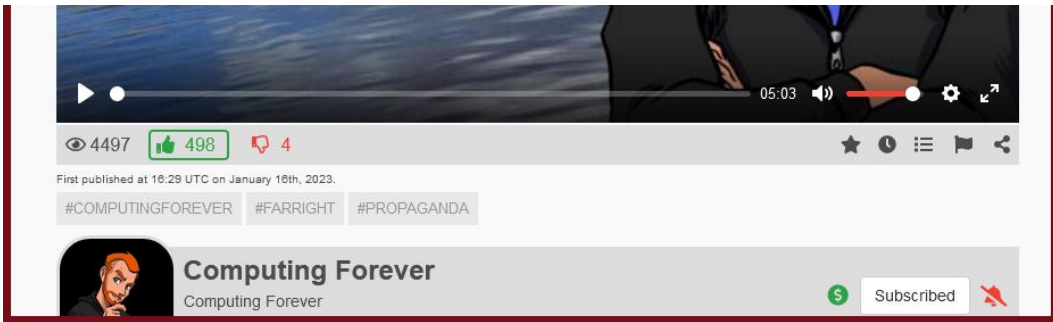 05:03
4497 498 4
First published at 16:29 UTC on January 16th, 2023.
#COMPUTINGFOREVER #FARRIGHT #PROPAGANDA
Computing Forever
Computing Forever
$ Subscribed